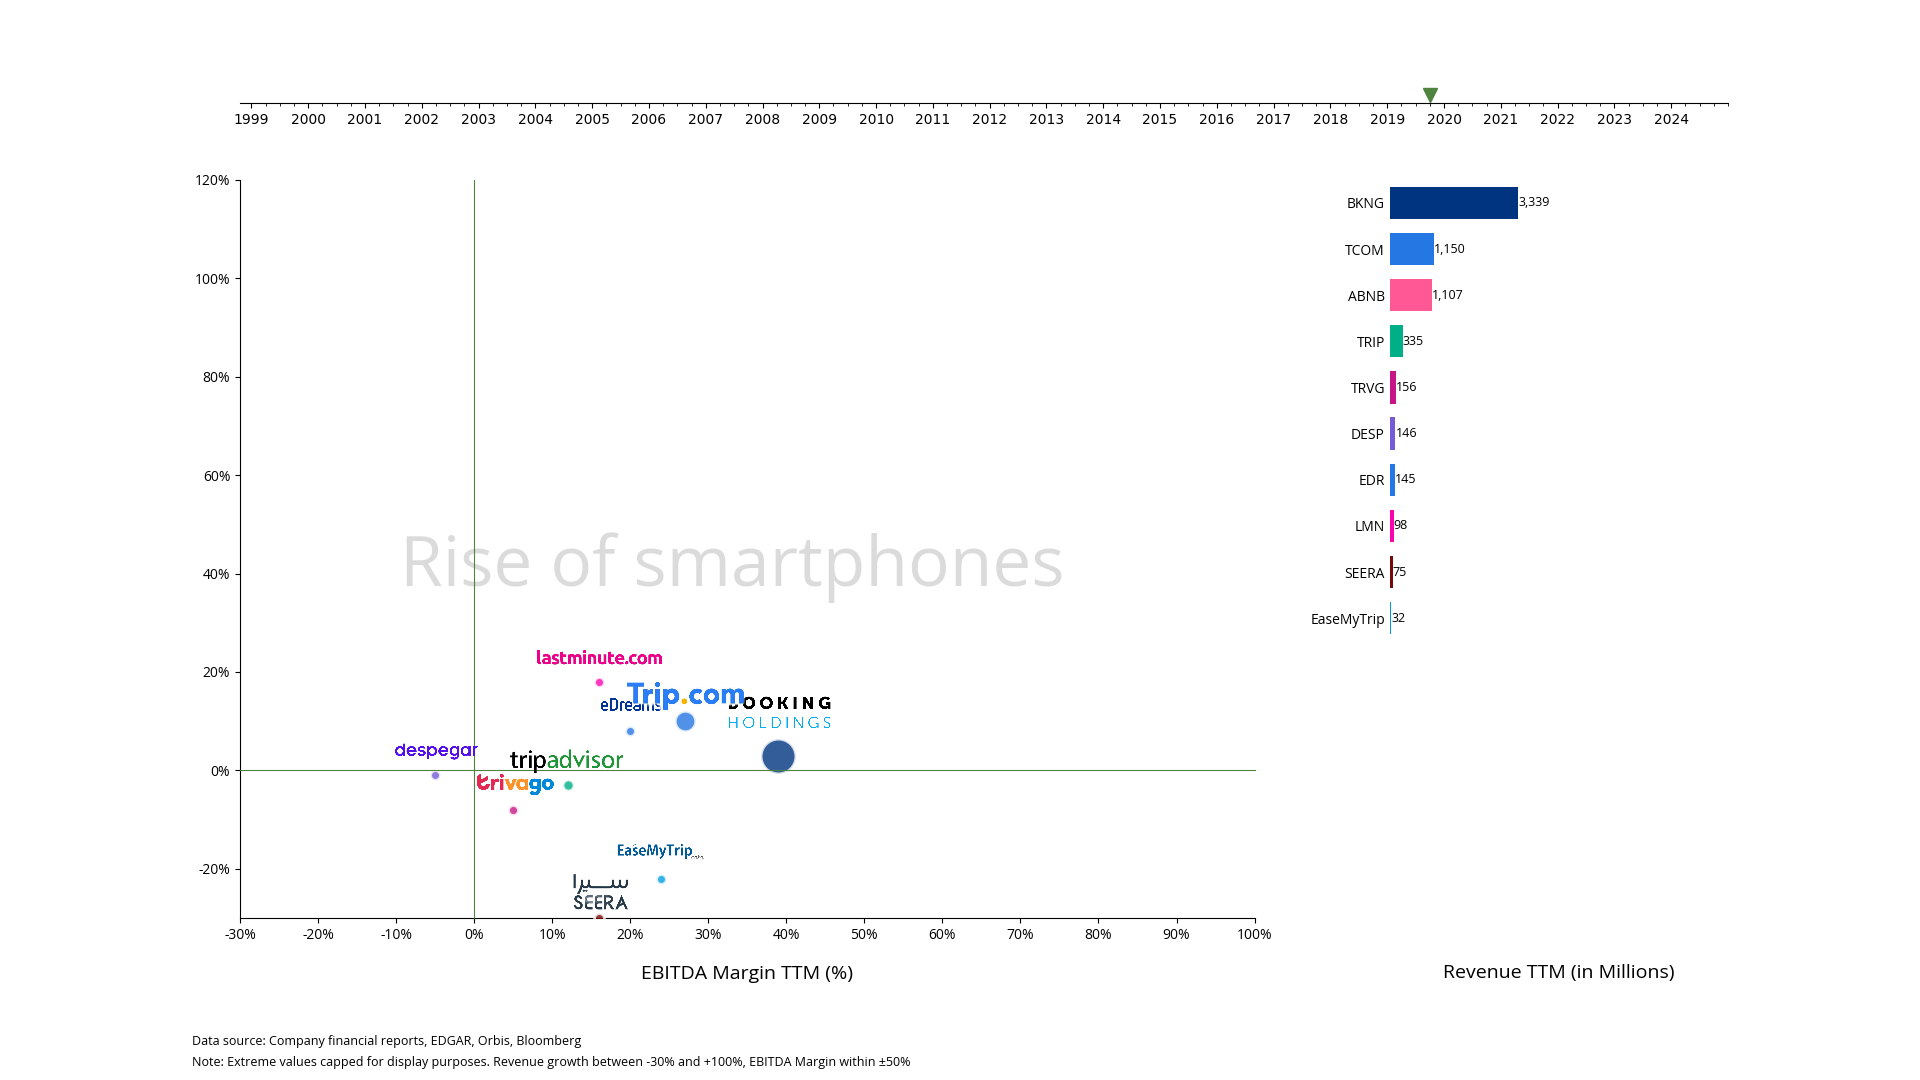 1999 2000 2001 2002 2003 2004 2005 2006 2007 2008 2009 2010 2011 2012 2013 2014 2015 2016 2017 2018 2019 2020 2021 2022 2023 2024
120%
100%
80%
60%
40%
20%
0%
-20%
Rise of smartphones
lastminute.com
Trip.com
eDreams
BOOKING
HOLDINGS
despegar
tripadvisor
trivago
EaseMyTrip
سيرا
SEERA
-30% -20% -10% 0% 10% 20% 30% 40% 50% 60% 70% 80% 90% 100%
EBITDA Margin TTM (%)
BKNG 3,339
TCOM 1,150
ABNB 1,107
TRIP 335
TRVG 156
DESP 146
EDR 145
LMN 98
SEERA 75
EaseMyTrip 32
Revenue TTM (in Millions)
Data source: Company financial reports, EDGAR, Orbis, Bloomberg
Note: Extreme values capped for display purposes. Revenue growth between -30% and +100%, EBITDA Margin within ±50%